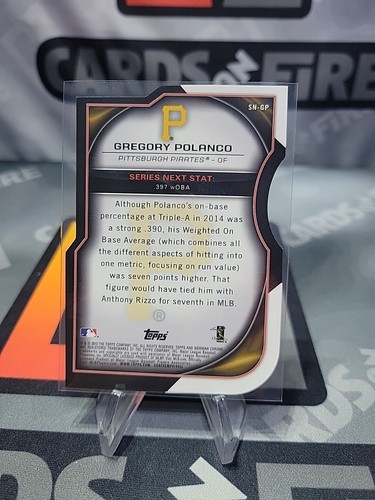 CARDS ON FIRE
SN-GP
P
GREGORY POLANCO
PITTSBURGH PIRATES® - OF
SERIES NEXT STAT:
.397 wOBA
Although Polanco's on-base
percentage at Triple-A in 2014 was
a strong .390, his Weighted On
Base Average (which combines all
the different aspects of hitting into
one metric, focusing on run value)
was seven points higher. That
figure would have tied him with
Anthony Rizzo for seventh in MLB.
®
Topps